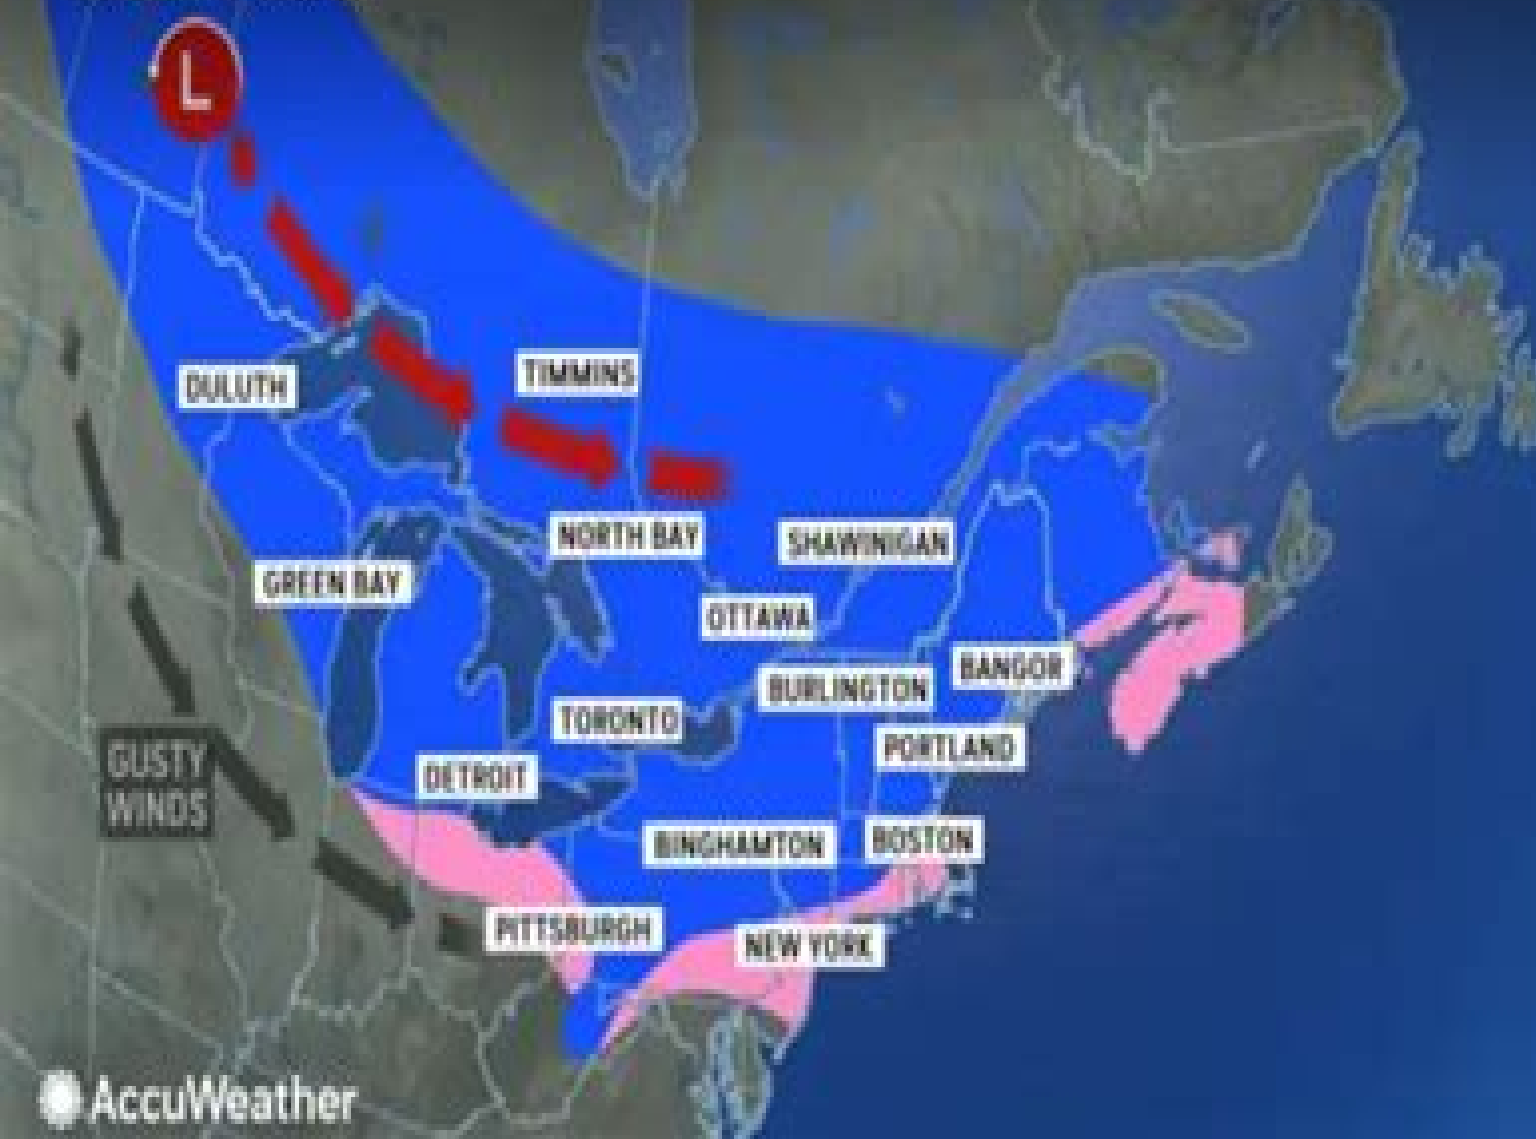 L
DULUTH
TIMMINS
NORTH BAY
SHAWINIGAN
GREEN BAY
OTTAWA
BANGOR
BURLINGTON
TORONTO
PORTLAND
DETROIT
GUSTY
WINDS
BINGHAMTON
BOSTON
PITTSBURGH
NEW YORK
AccuWeather